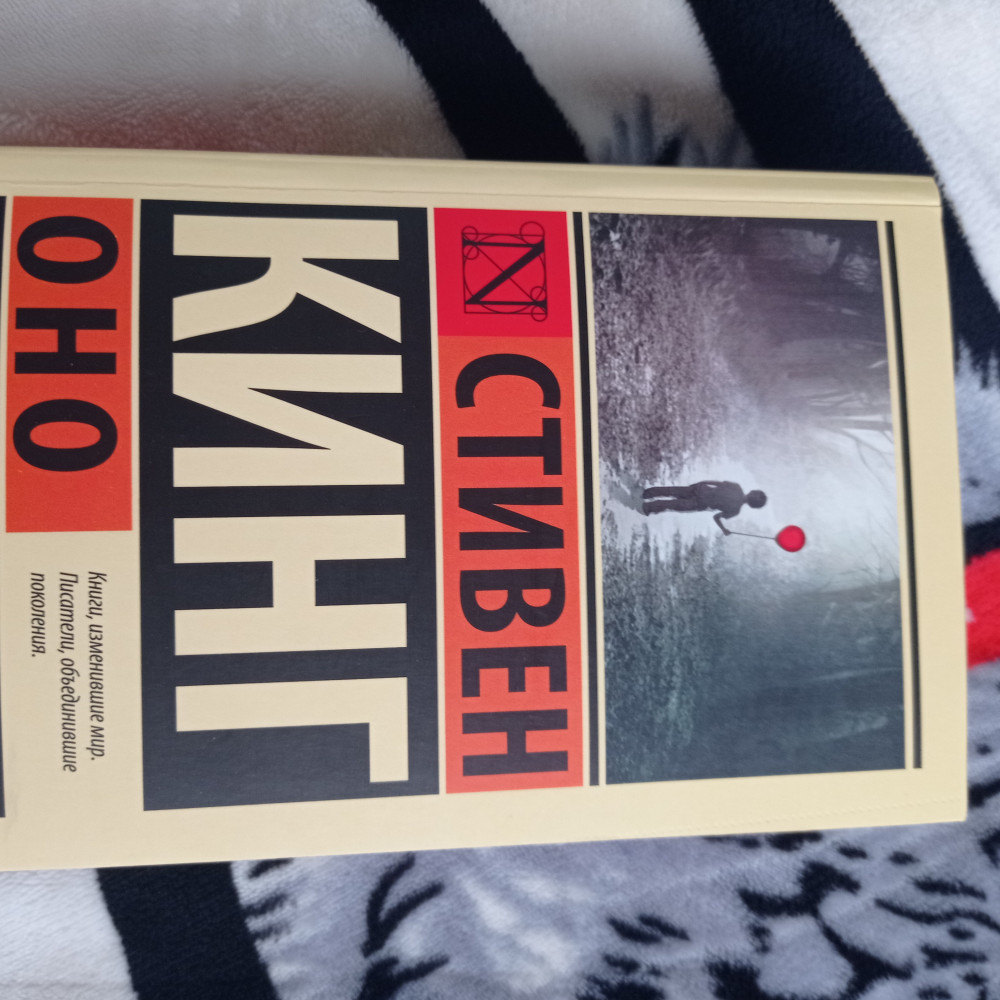 N СТИВЕН
КИНГ
ОНО
Книги, изменившие мир.
Писатели, объединившие
поколения.